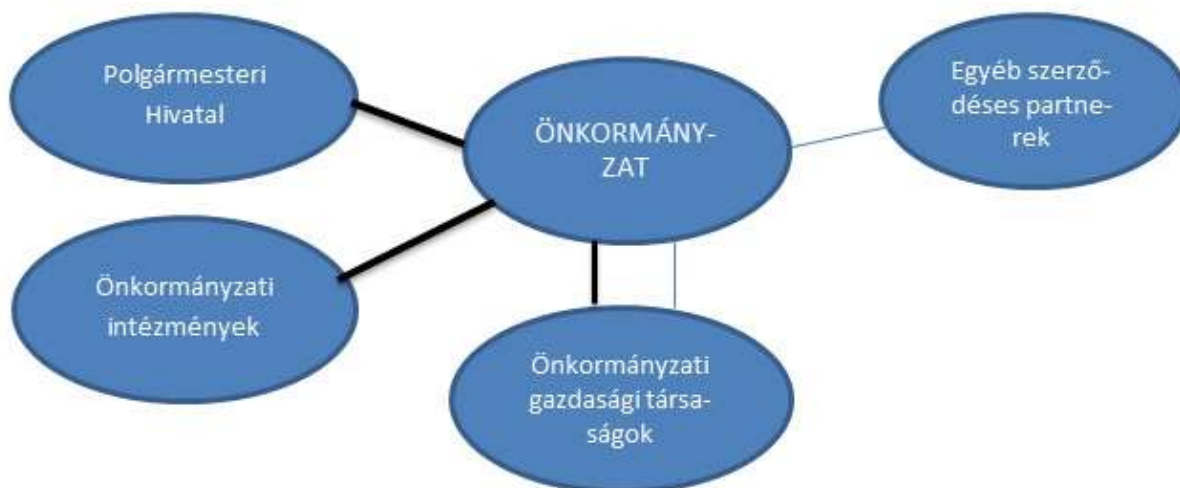 Polgármesteri
Hivatal
ÖNKORMÁNY-
ZAT
Egyéb szerző-
déses partne-
rek
Önkormányzati
intézmények
Önkormányzati
gazdasági társa-
ságok